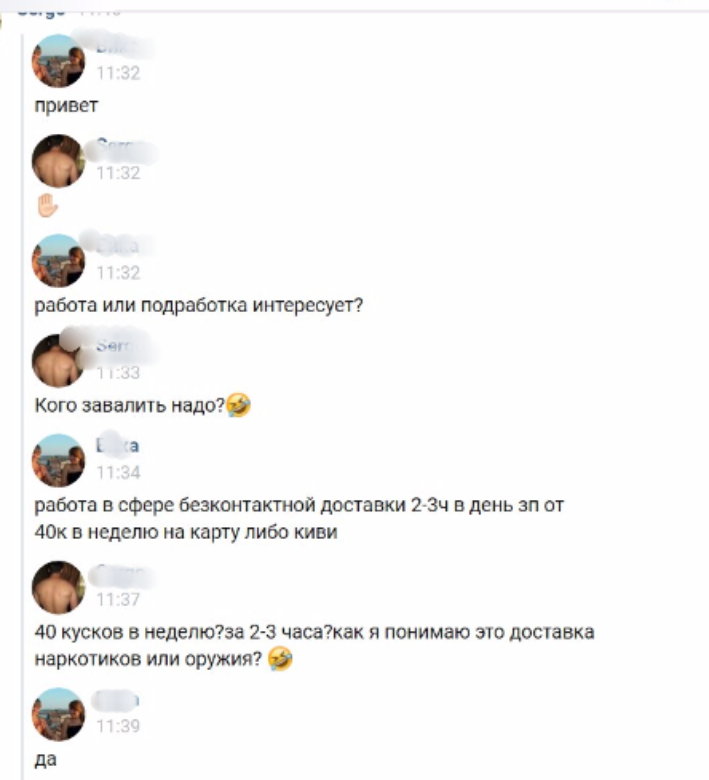 11:32
привет
11:32
11:32
работа или подработка интересует?
11:33
Кого завалить надо?🤣
11:34
работа в сфере безконтактной доставки 2-3ч в день зп от
40к в неделю на карту либо киви
11:37
40 кусков в неделю?за 2-3 часа?как я понимаю это доставка
наркотиков или оружия? 🤣
11:39
да